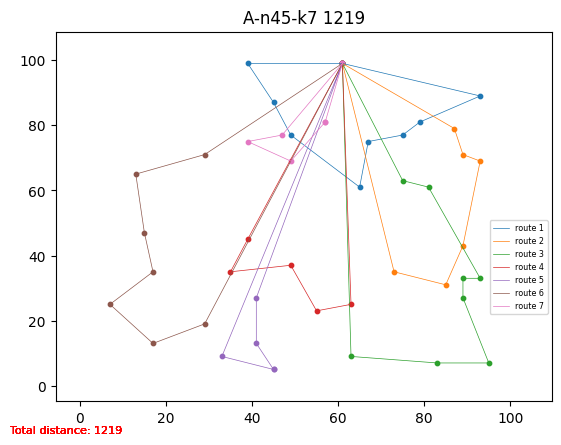 A-n45-k7 1219
100
80
60
40
20
0
0 20 40 60 80 100
route 1
route 2
route 3
route 4
route 5
route 6
route 7
Total distance: 1219